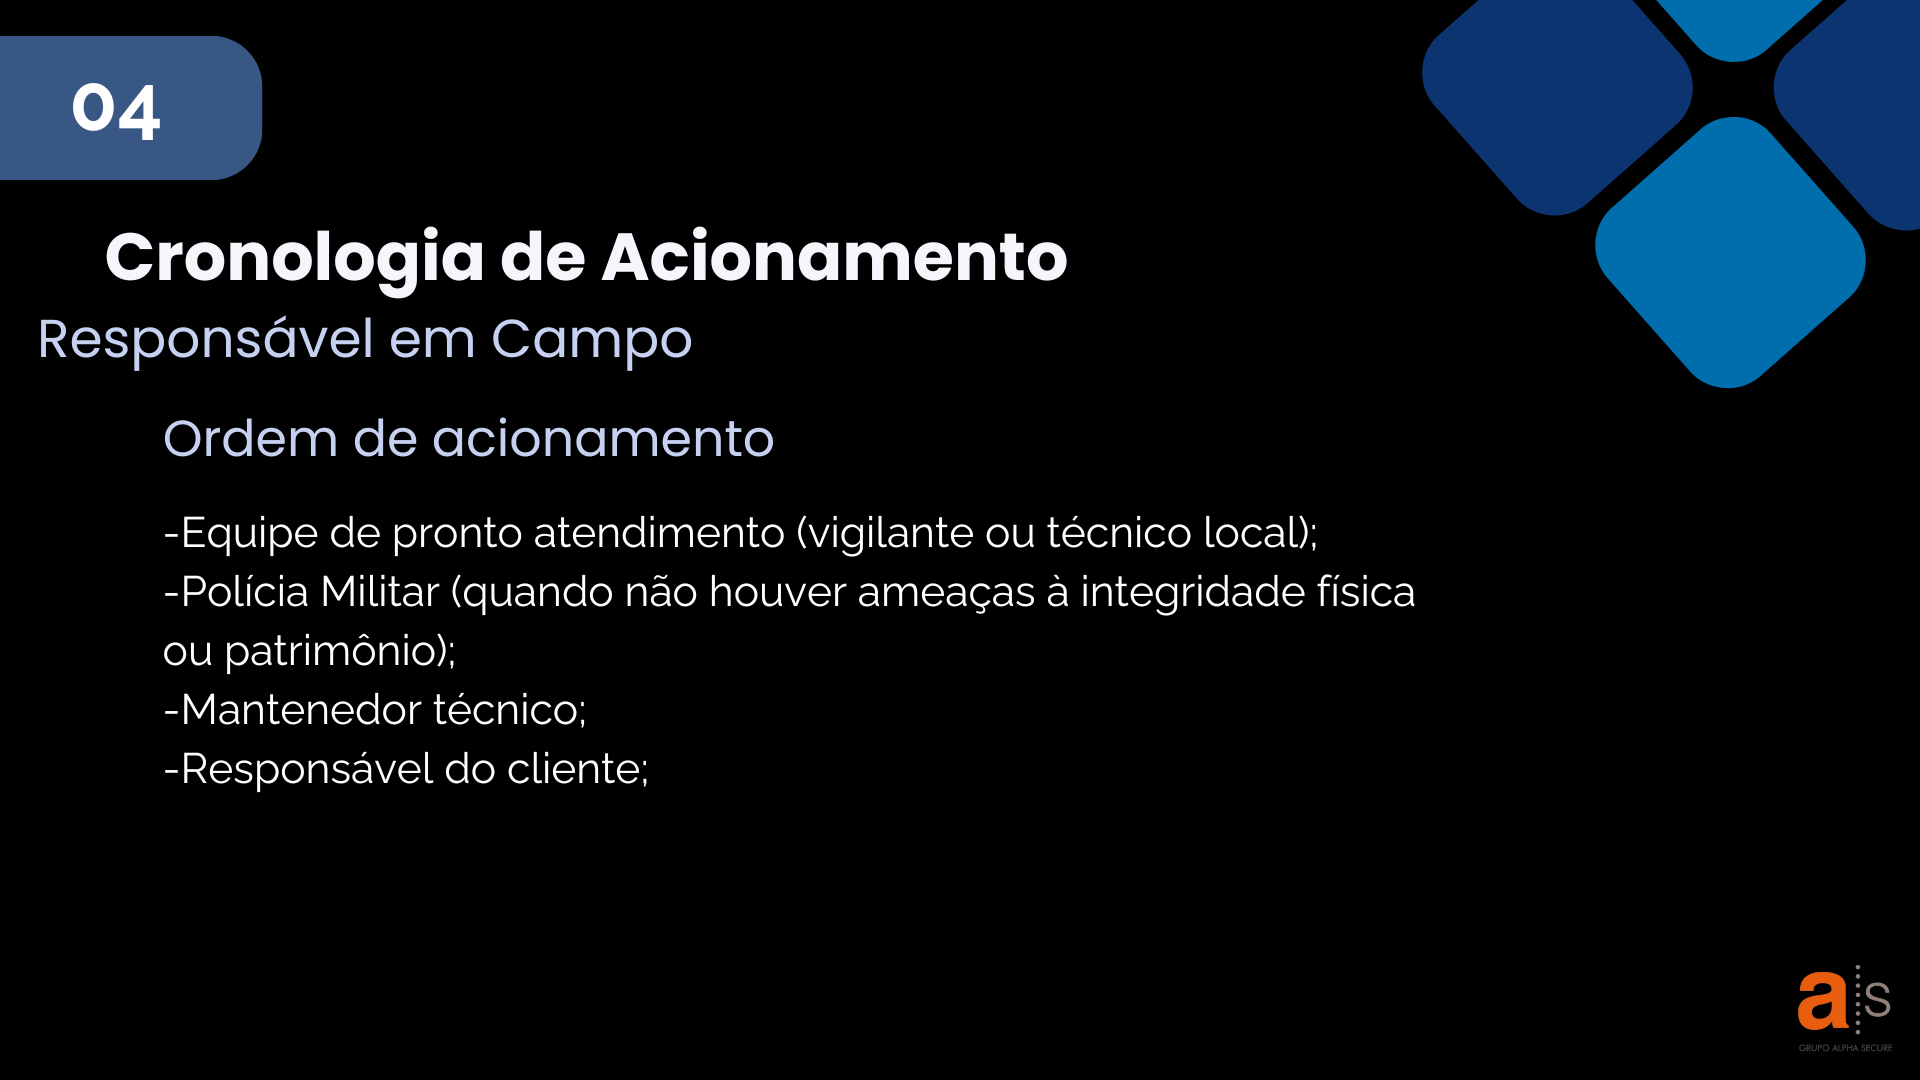 04
Cronologia de Acionamento
Responsável em Campo
Ordem de acionamento
-Equipe de pronto atendimento (vigilante ou técnico local);
-Polícia Militar (quando não houver ameaças à integridade física
ou patrimônio);
-Mantenedor técnico;
-Responsável do cliente;
a s
GRUPO ALPHA SECURE